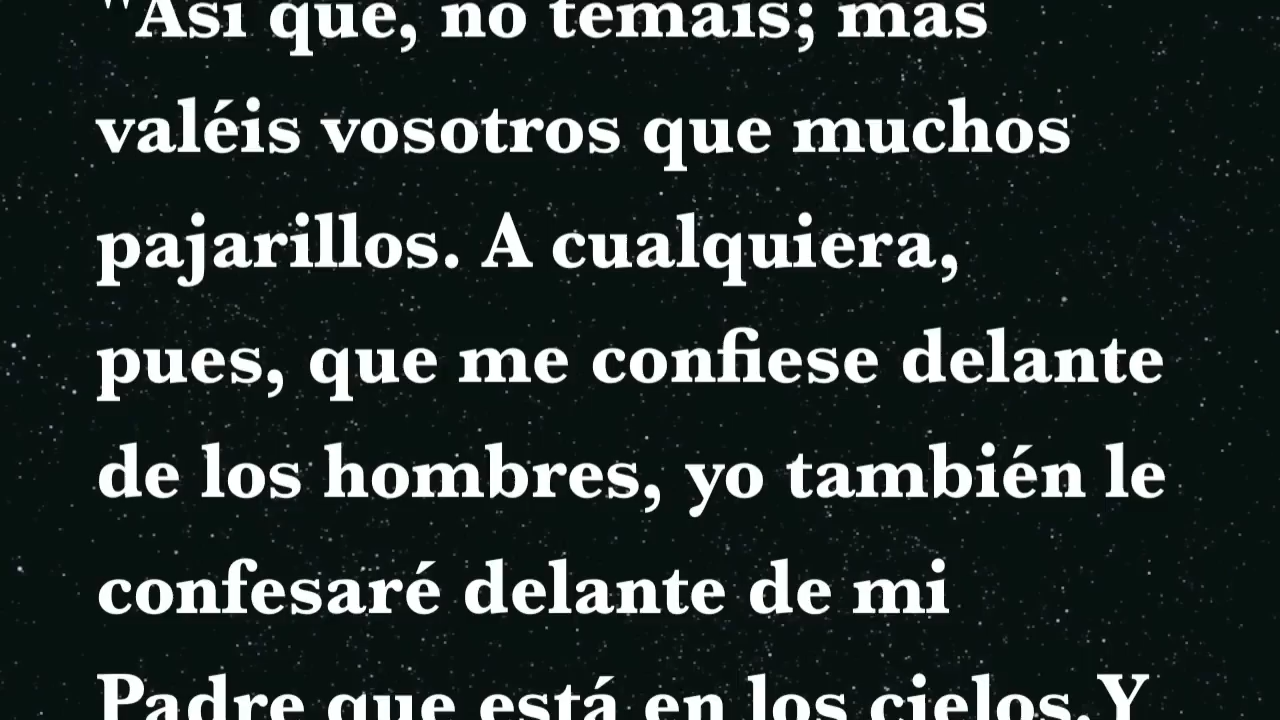 "Así que, no temáis; más
valéis vosotros que muchos
pajarillos. A cualquiera,
pues, que me confiese delante
de los hombres, yo también le
confesaré delante de mi
Padre que está en los cielos.Y